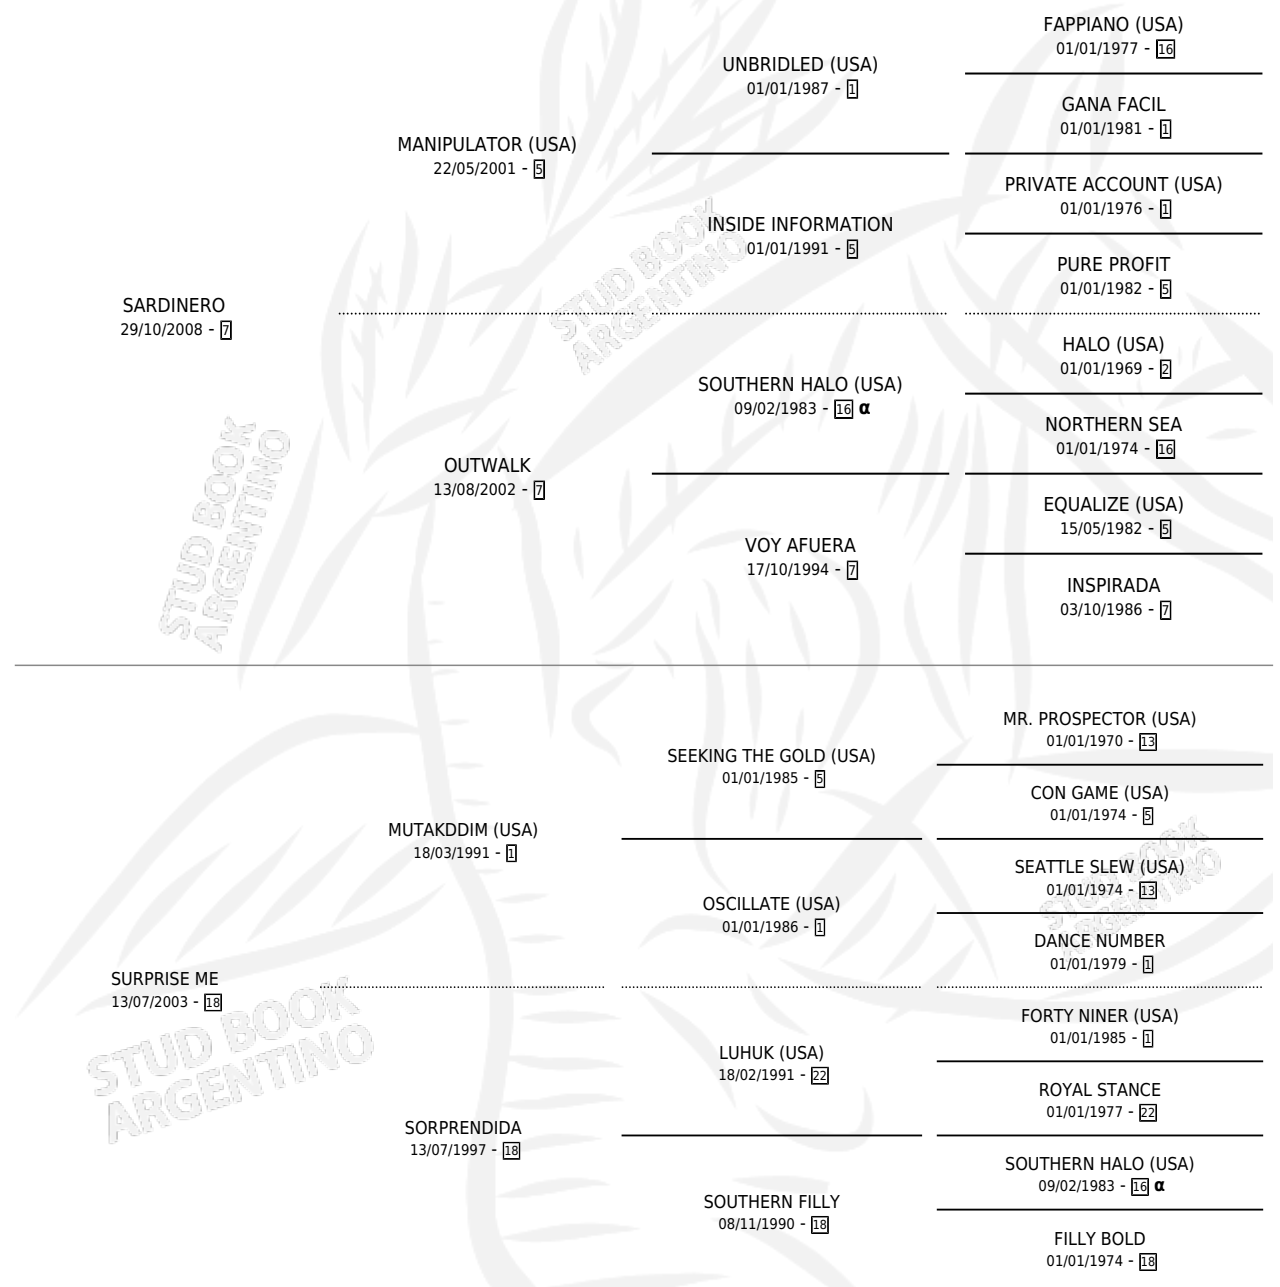 FAPPIANO (USA)
01/01/1977 - 16
UNBRIDLED (USA)
01/01/1987 - 1
GANA FACIL
01/01/1981 - 1
MANIPULATOR (USA)
22/05/2001 - 5
PRIVATE ACCOUNT (USA)
01/01/1976 - 1
INSIDE INFORMATION
01/01/1991 - 5
PURE PROFIT
01/01/1982 - 5
SARDINERO
29/10/2008 - 7
HALO (USA)
01/01/1969 - 2
SOUTHERN HALO (USA)
09/02/1983 - 16 α
NORTHERN SEA
01/01/1974 - 16
OUTWALK
13/08/2002 - 7
EQUALIZE (USA)
15/05/1982 - 5
VOY AFUERA
17/10/1994 - 7
INSPIRADA
03/10/1986 - 7
MR. PROSPECTOR (USA)
01/01/1970 - 13
SEEKING THE GOLD (USA)
01/01/1985 - 5
CON GAME (USA)
01/01/1974 - 5
MUTAKDDIM (USA)
18/03/1991 - 1
SEATTLE SLEW (USA)
01/01/1974 - 13
OSCILLATE (USA)
01/01/1986 - 1
DANCE NUMBER
01/01/1979 - 1
SURPRISE ME
13/07/2003 - 18
FORTY NINER (USA)
01/01/1985 - 1
LUHUK (USA)
18/02/1991 - 22
ROYAL STANCE
01/01/1977 - 22
SORPRENDIDA
13/07/1997 - 18
SOUTHERN HALO (USA)
09/02/1983 - 16 α
SOUTHERN FILLY
08/11/1990 - 18
FILLY BOLD
01/01/1974 - 18
STUD BOOK
ARGENTINO
STUD BOOK
ARGENTINO
STUD BOOK
ARGENTINO
STUD BOOK
ARGENTINO